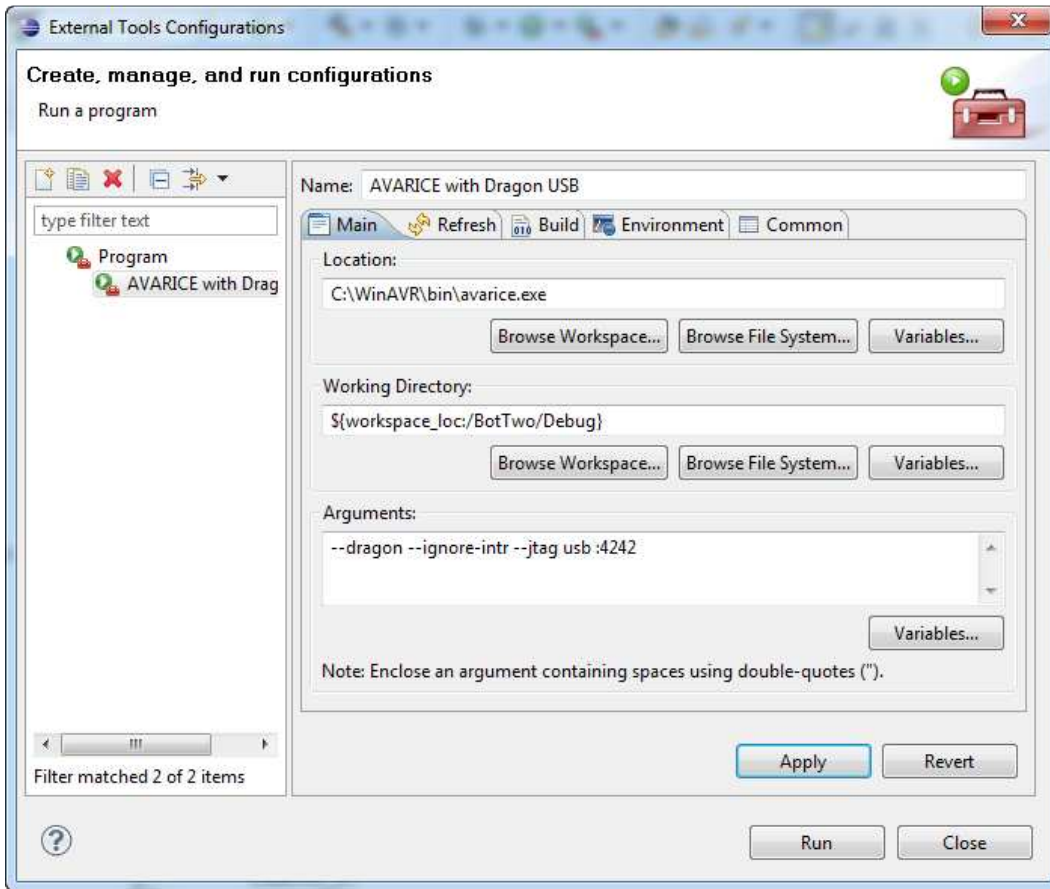 External Tools Configurations
Create, manage, and run configurations
Run a program
type filter text
Program
AVARICE with Drag
Filter matched 2 of 2 items
Name: AVARICE with Dragon USB
Main Refresh Build Environment Common
Location:
C:\WinAVR\bin\avarice.exe
Browse Workspace... Browse File System... Variables...
Working Directory:
${workspace_loc:/BotTwo/Debug}
Browse Workspace... Browse File System... Variables...
Arguments:
--dragon --ignore-intr --jtag usb :4242
Variables...
Note: Enclose an argument containing spaces using double-quotes (").
Apply Revert
Run Close